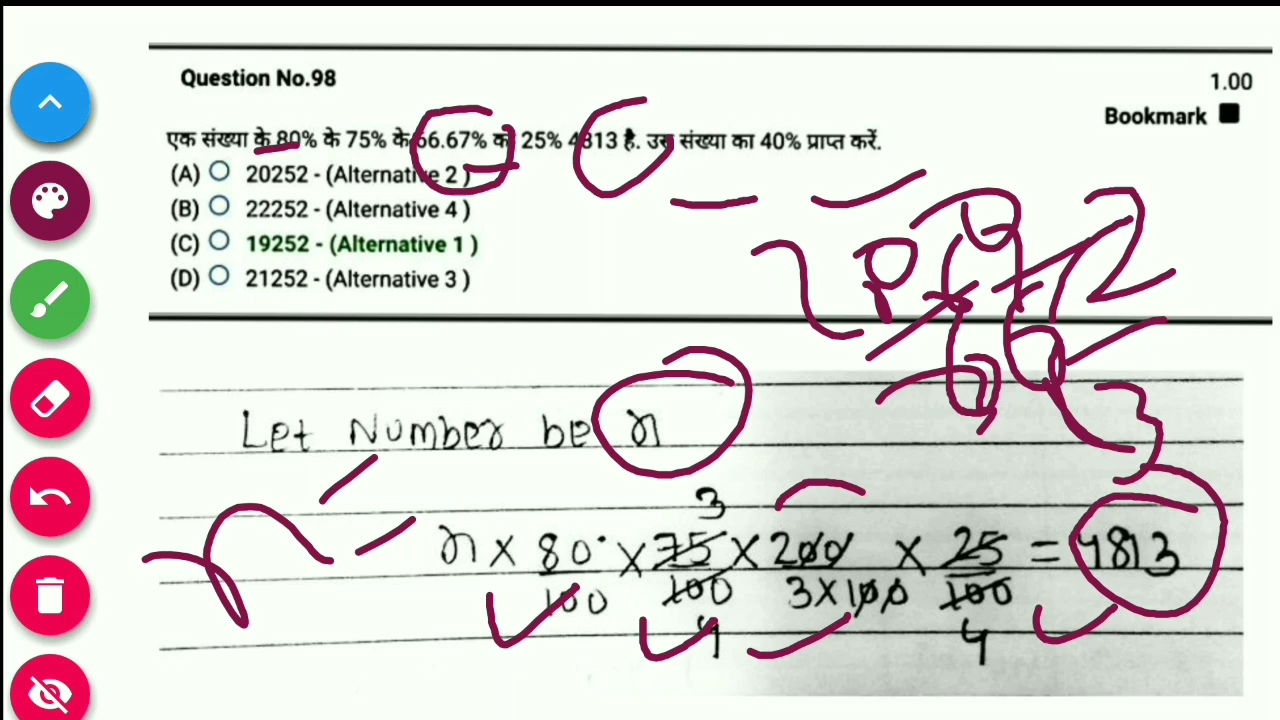 Question No.98
1.00
Bookmark
एक संख्या के 80% के 75% के 66.67% का 25% 4813 है. उस संख्या का 40% प्राप्त करें.
(A) 20252 - (Alternative 2 )
(B) 22252 - (Alternative 4 )
(C) 19252 - (Alternative 1 )
(D) 21252 - (Alternative 3 )
Let Number be x
3
x × 80 × 75 × 200 × 25 = 4813
100 100 3×100 100
4 4